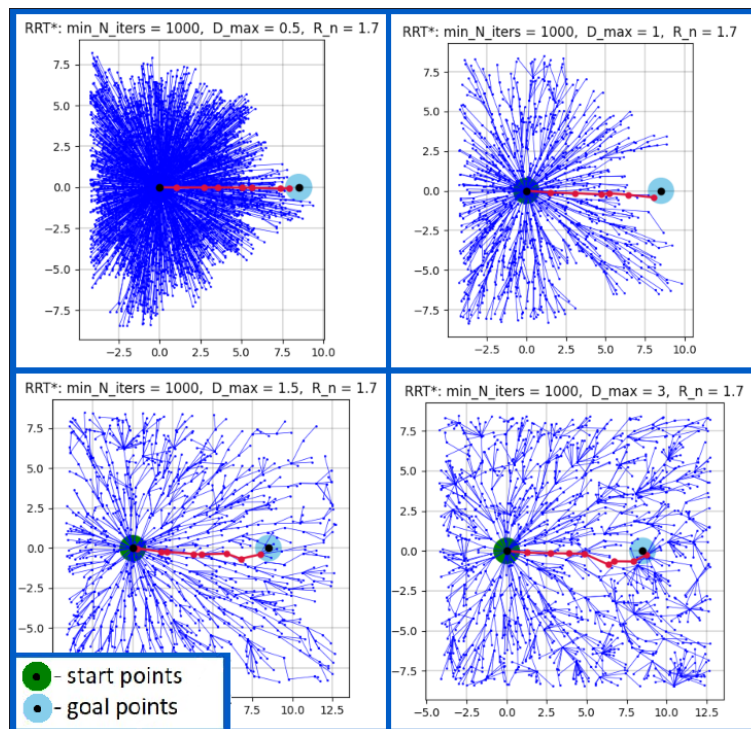 RRT*: min_N_iters = 1000, D_max = 0.5, R_n = 1.7
7.5
5.0
2.5
0.0
−2.5
−5.0
−7.5
−2.5 0.0 2.5 5.0 7.5 10.0
RRT*: min_N_iters = 1000, D_max = 1, R_n = 1.7
7.5
5.0
2.5
0.0
−2.5
−5.0
−7.5
−2.5 0.0 2.5 5.0 7.5 10.0
RRT*: min_N_iters = 1000, D_max = 1.5, R_n = 1.7
7.5
5.0
2.5
0.0
−2.5
−5.0
5.0 7.5 10.0 12.5
RRT*: min_N_iters = 1000, D_max = 3, R_n = 1.7
7.5
5.0
2.5
0.0
−2.5
−5.0
−7.5
−5.0 −2.5 0.0 2.5 5.0 7.5 10.0 12.5
- start points
- goal points